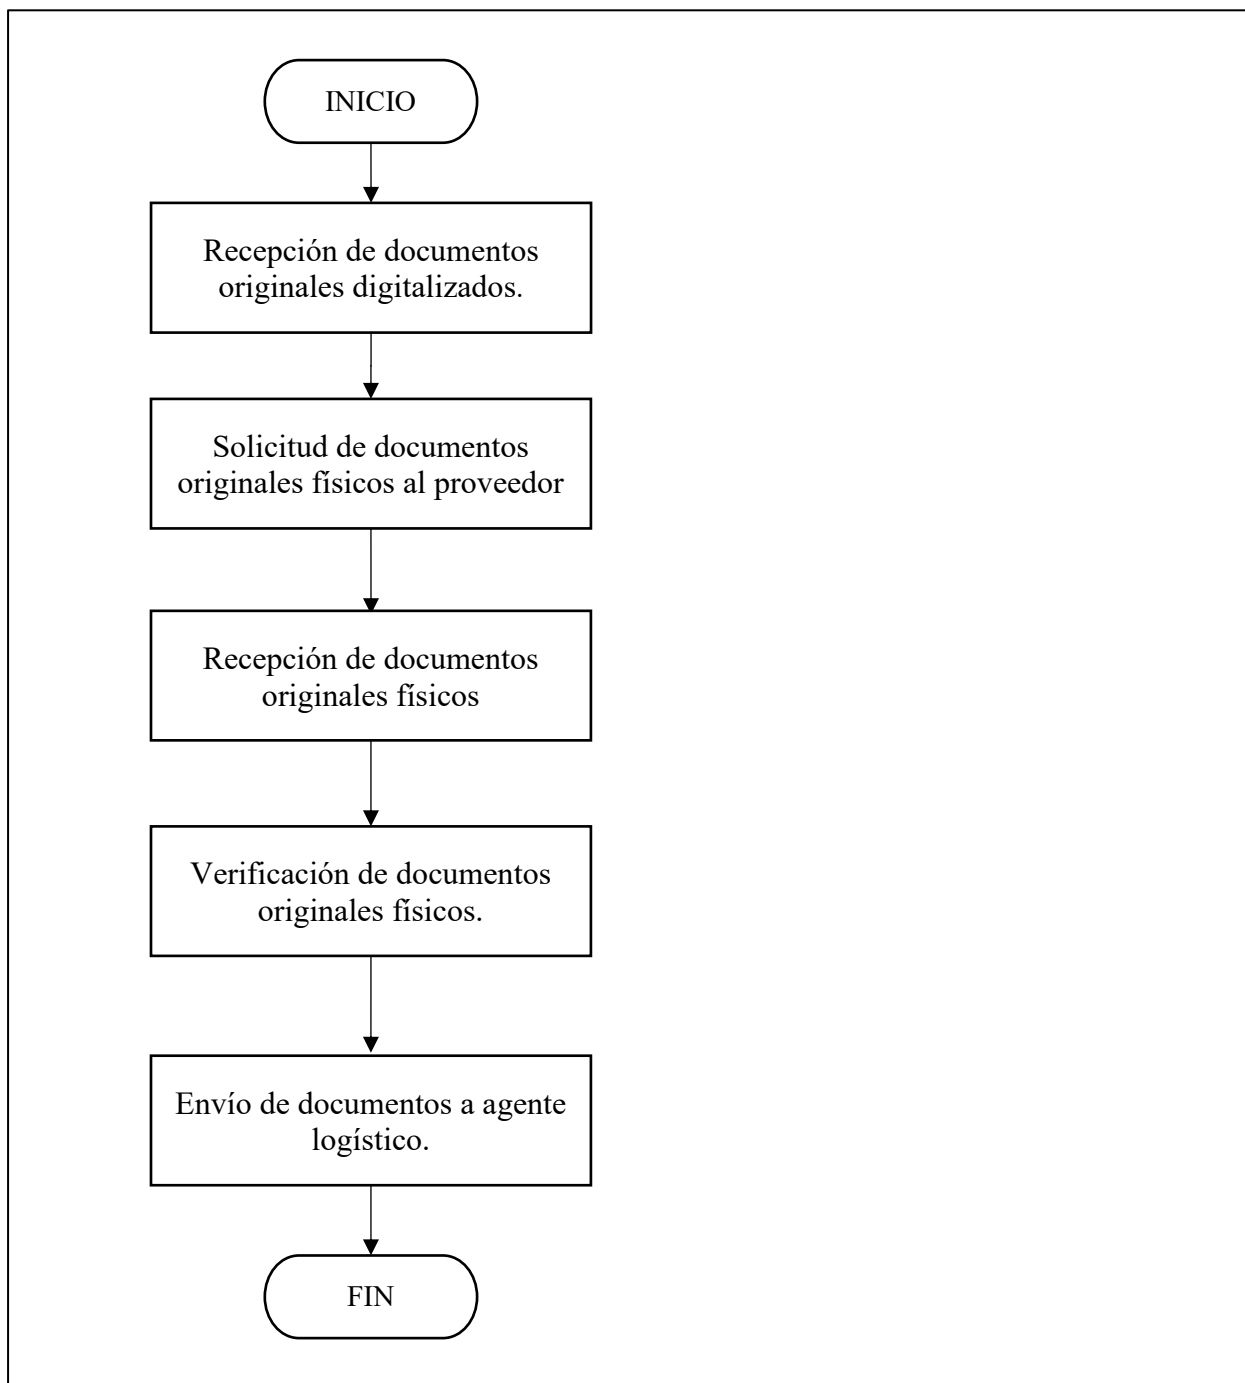 INICIO
Recepción de documentos
originales digitalizados.
Solicitud de documentos
originales físicos al proveedor
Recepción de documentos
originales físicos
Verificación de documentos
originales físicos.
Envío de documentos a agente
logístico.
FIN